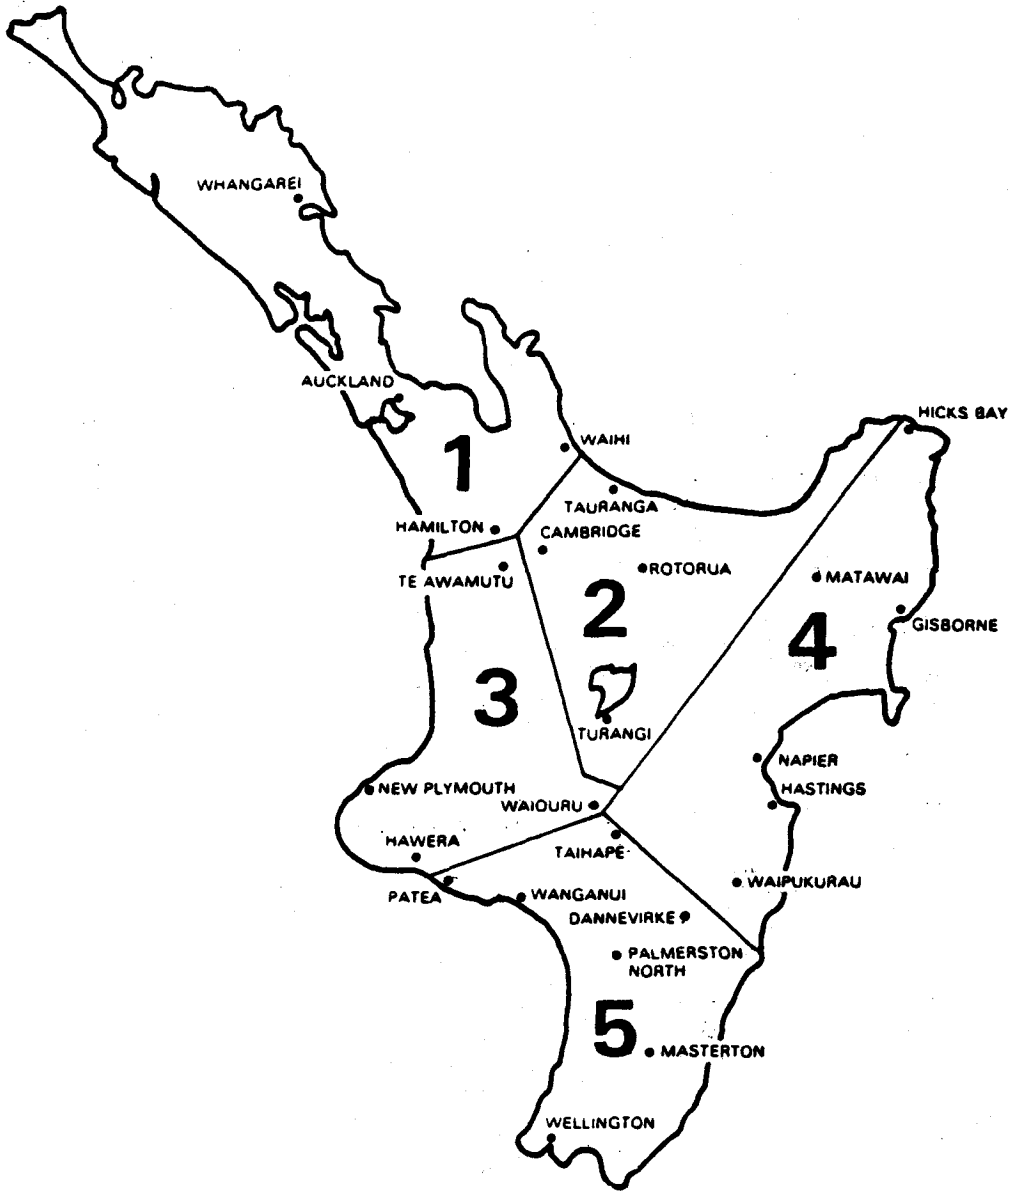 WHANGAREI
AUCKLAND
HICKS BAY
WAIHI
1
TAURANGA
HAMILTON
CAMBRIDGE
ROTORUA
TE AWAMUTU
MATAWAI
2
GISBORNE
4
3
TURANGI
NAPIER
NEW PLYMOUTH
HASTINGS
WAIOURU
HAWERA
TAIHAPE
WAIPUKURAU
PATEA
WANGANUI
DANNEVIRKE
PALMERSTON
NORTH
5
MASTERTON
WELLINGTON